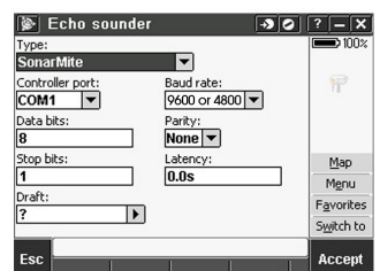 Echo sounder
? – X
Type:
100%
SonarMite
Controller port:
Baud rate:
COM1
9600 or 4800
Data bits:
Parity:
8
None
Stop bits:
Latency:
1
0.0s
Map
Draft:
Menu
?
Favorites
Switch to
Esc
Accept